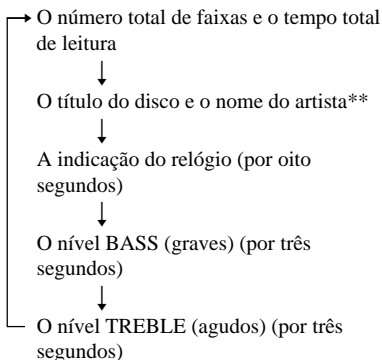 O número total de faixas e o tempo total
de leitura
O título do disco e o nome do artista**
A indicação do relógio (por oito
segundos)
O nível BASS (graves) (por três
segundos)
O nível TREBLE (agudos) (por três
segundos)